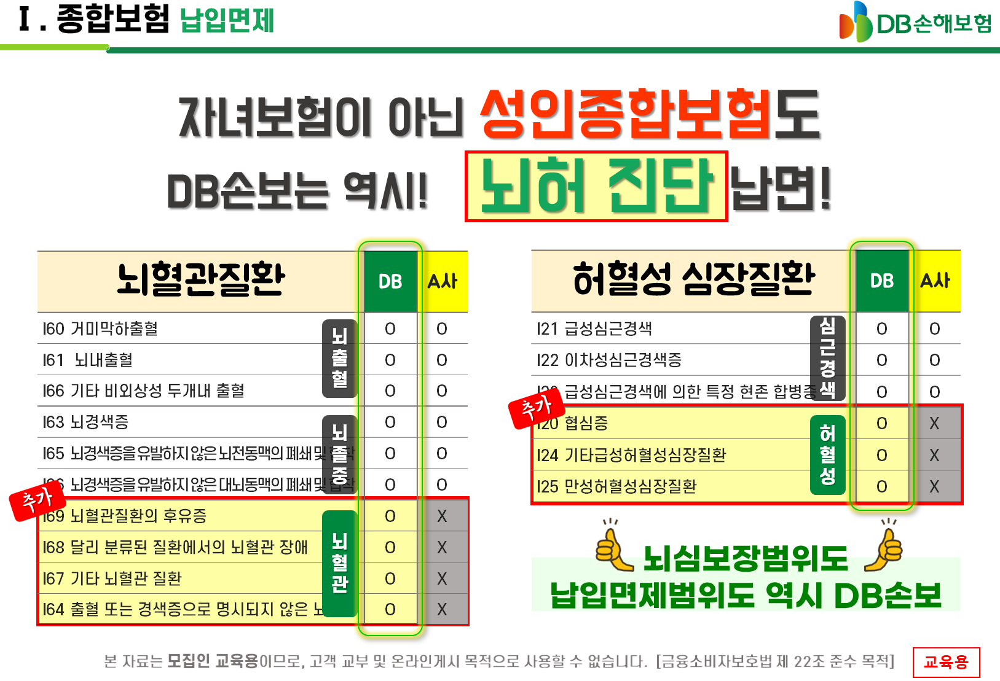 Ⅰ. 종합보험 납입면제
DB손해보험
자녀보험이 아닌 성인종합보험도
DB손보는 역시! 뇌허 진단 납면!
뇌혈관질환 DB A사
I60 거미막하출혈 O O
I61 뇌내출혈 O O
I66 기타 비외상성 두개내 출혈 O O
뇌출혈
I63 뇌경색증 O O
I65 뇌경색증을 유발하지 않은 뇌전동맥의 폐쇄 및 협착 O O
뇌경색증을 유발하지 않은 대뇌동맥의 폐쇄 및 협착 O O
뇌졸중
추가
I69 뇌혈관질환의 후유증 O X
I68 달리 분류된 질환에서의 뇌혈관 장애 O X
I67 기타 뇌혈관 질환 O X
I64 출혈 또는 경색증으로 명시되지 않은 뇌 O X
뇌혈관
허혈성 심장질환 DB A사
I21 급성심근경색 O O
I22 이차성심근경색증 O O
급성심근경색에 의한 특정 현존 합병증 O O
심근경색
추가
I20 협심증 O X
I24 기타급성허혈성심장질환 O X
I25 만성허혈성심장질환 O X
허혈성
뇌심보장범위도
납입면제범위도 역시 DB손보
본 자료는 모집인 교육용이므로, 고객 교부 및 온라인게시 목적으로 사용할 수 없습니다. [금융소비자보호법 제 22조 준수 목적]
교육용